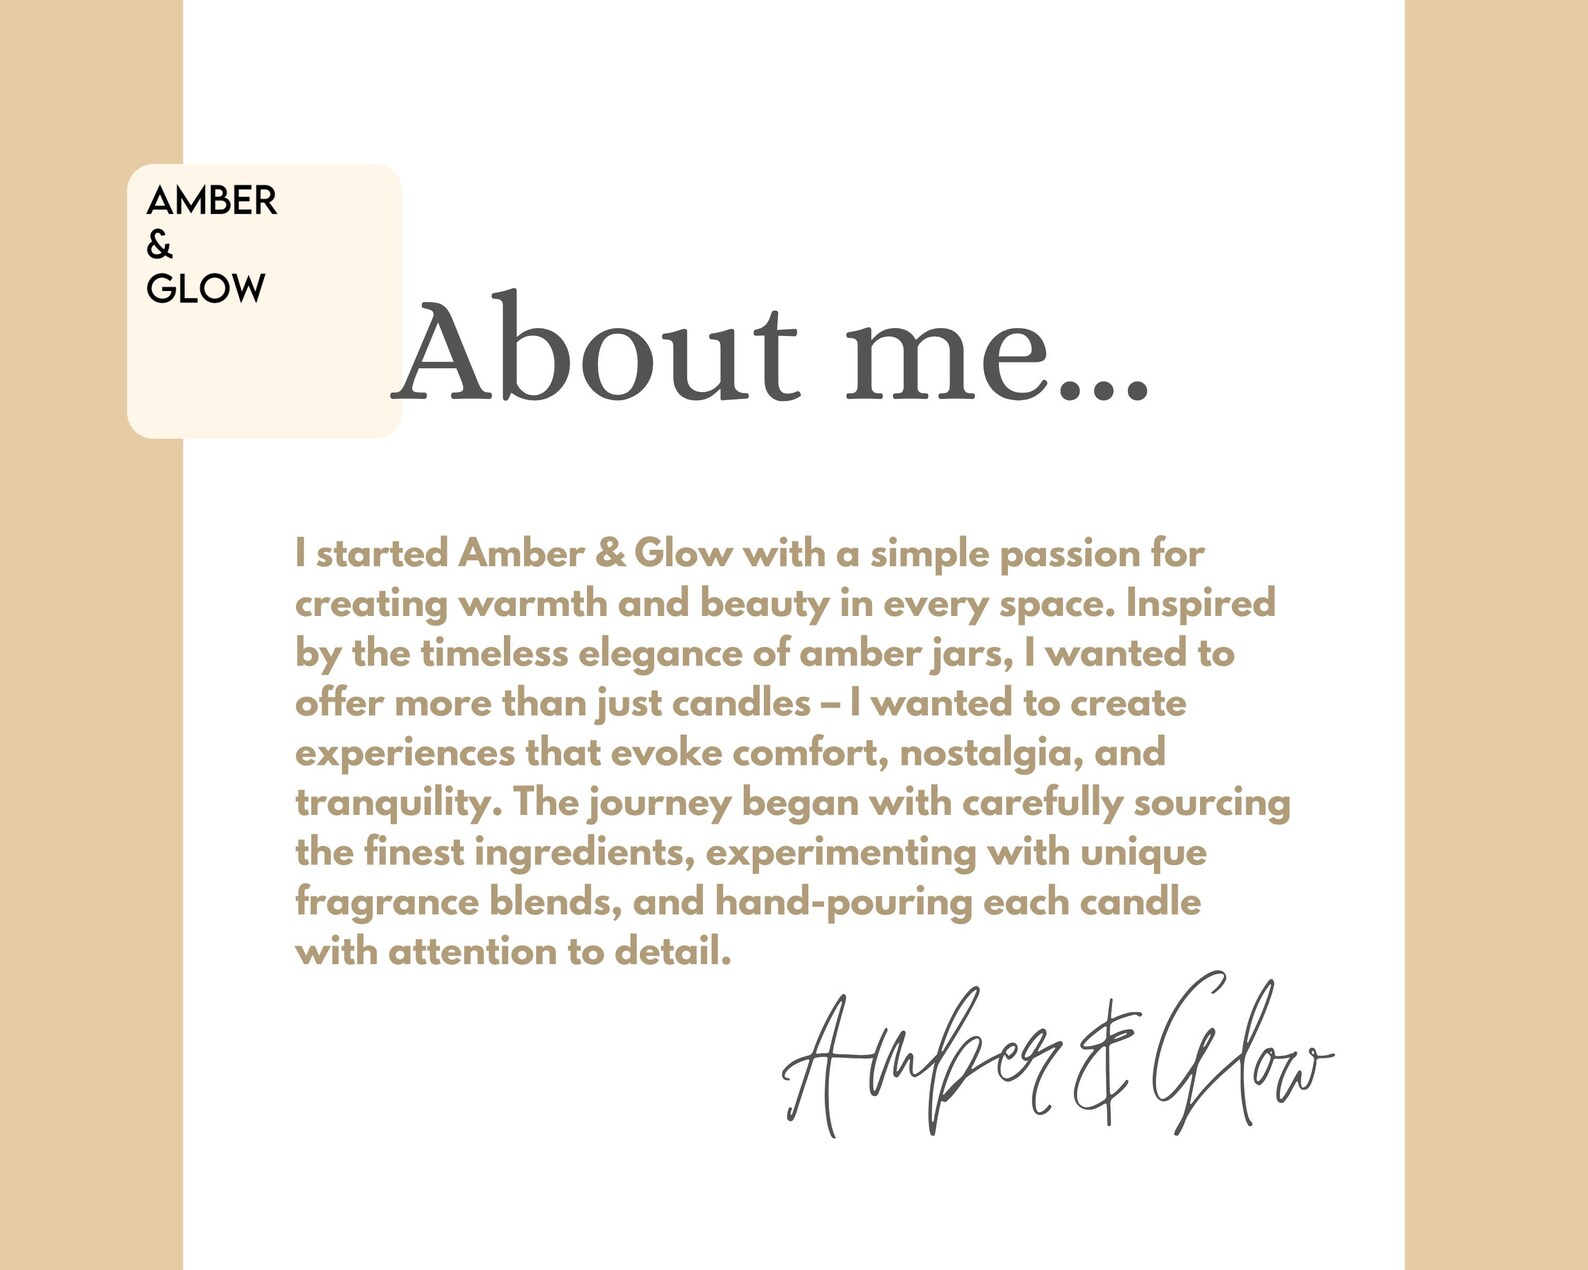 AMBER
&
GLOW
About me...
I started Amber & Glow with a simple passion for
creating warmth and beauty in every space. Inspired
by the timeless elegance of amber jars, I wanted to
offer more than just candles – I wanted to create
experiences that evoke comfort, nostalgia, and
tranquility. The journey began with carefully sourcing
the finest ingredients, experimenting with unique
fragrance blends, and hand-pouring each candle
with attention to detail.
Amber & Glow